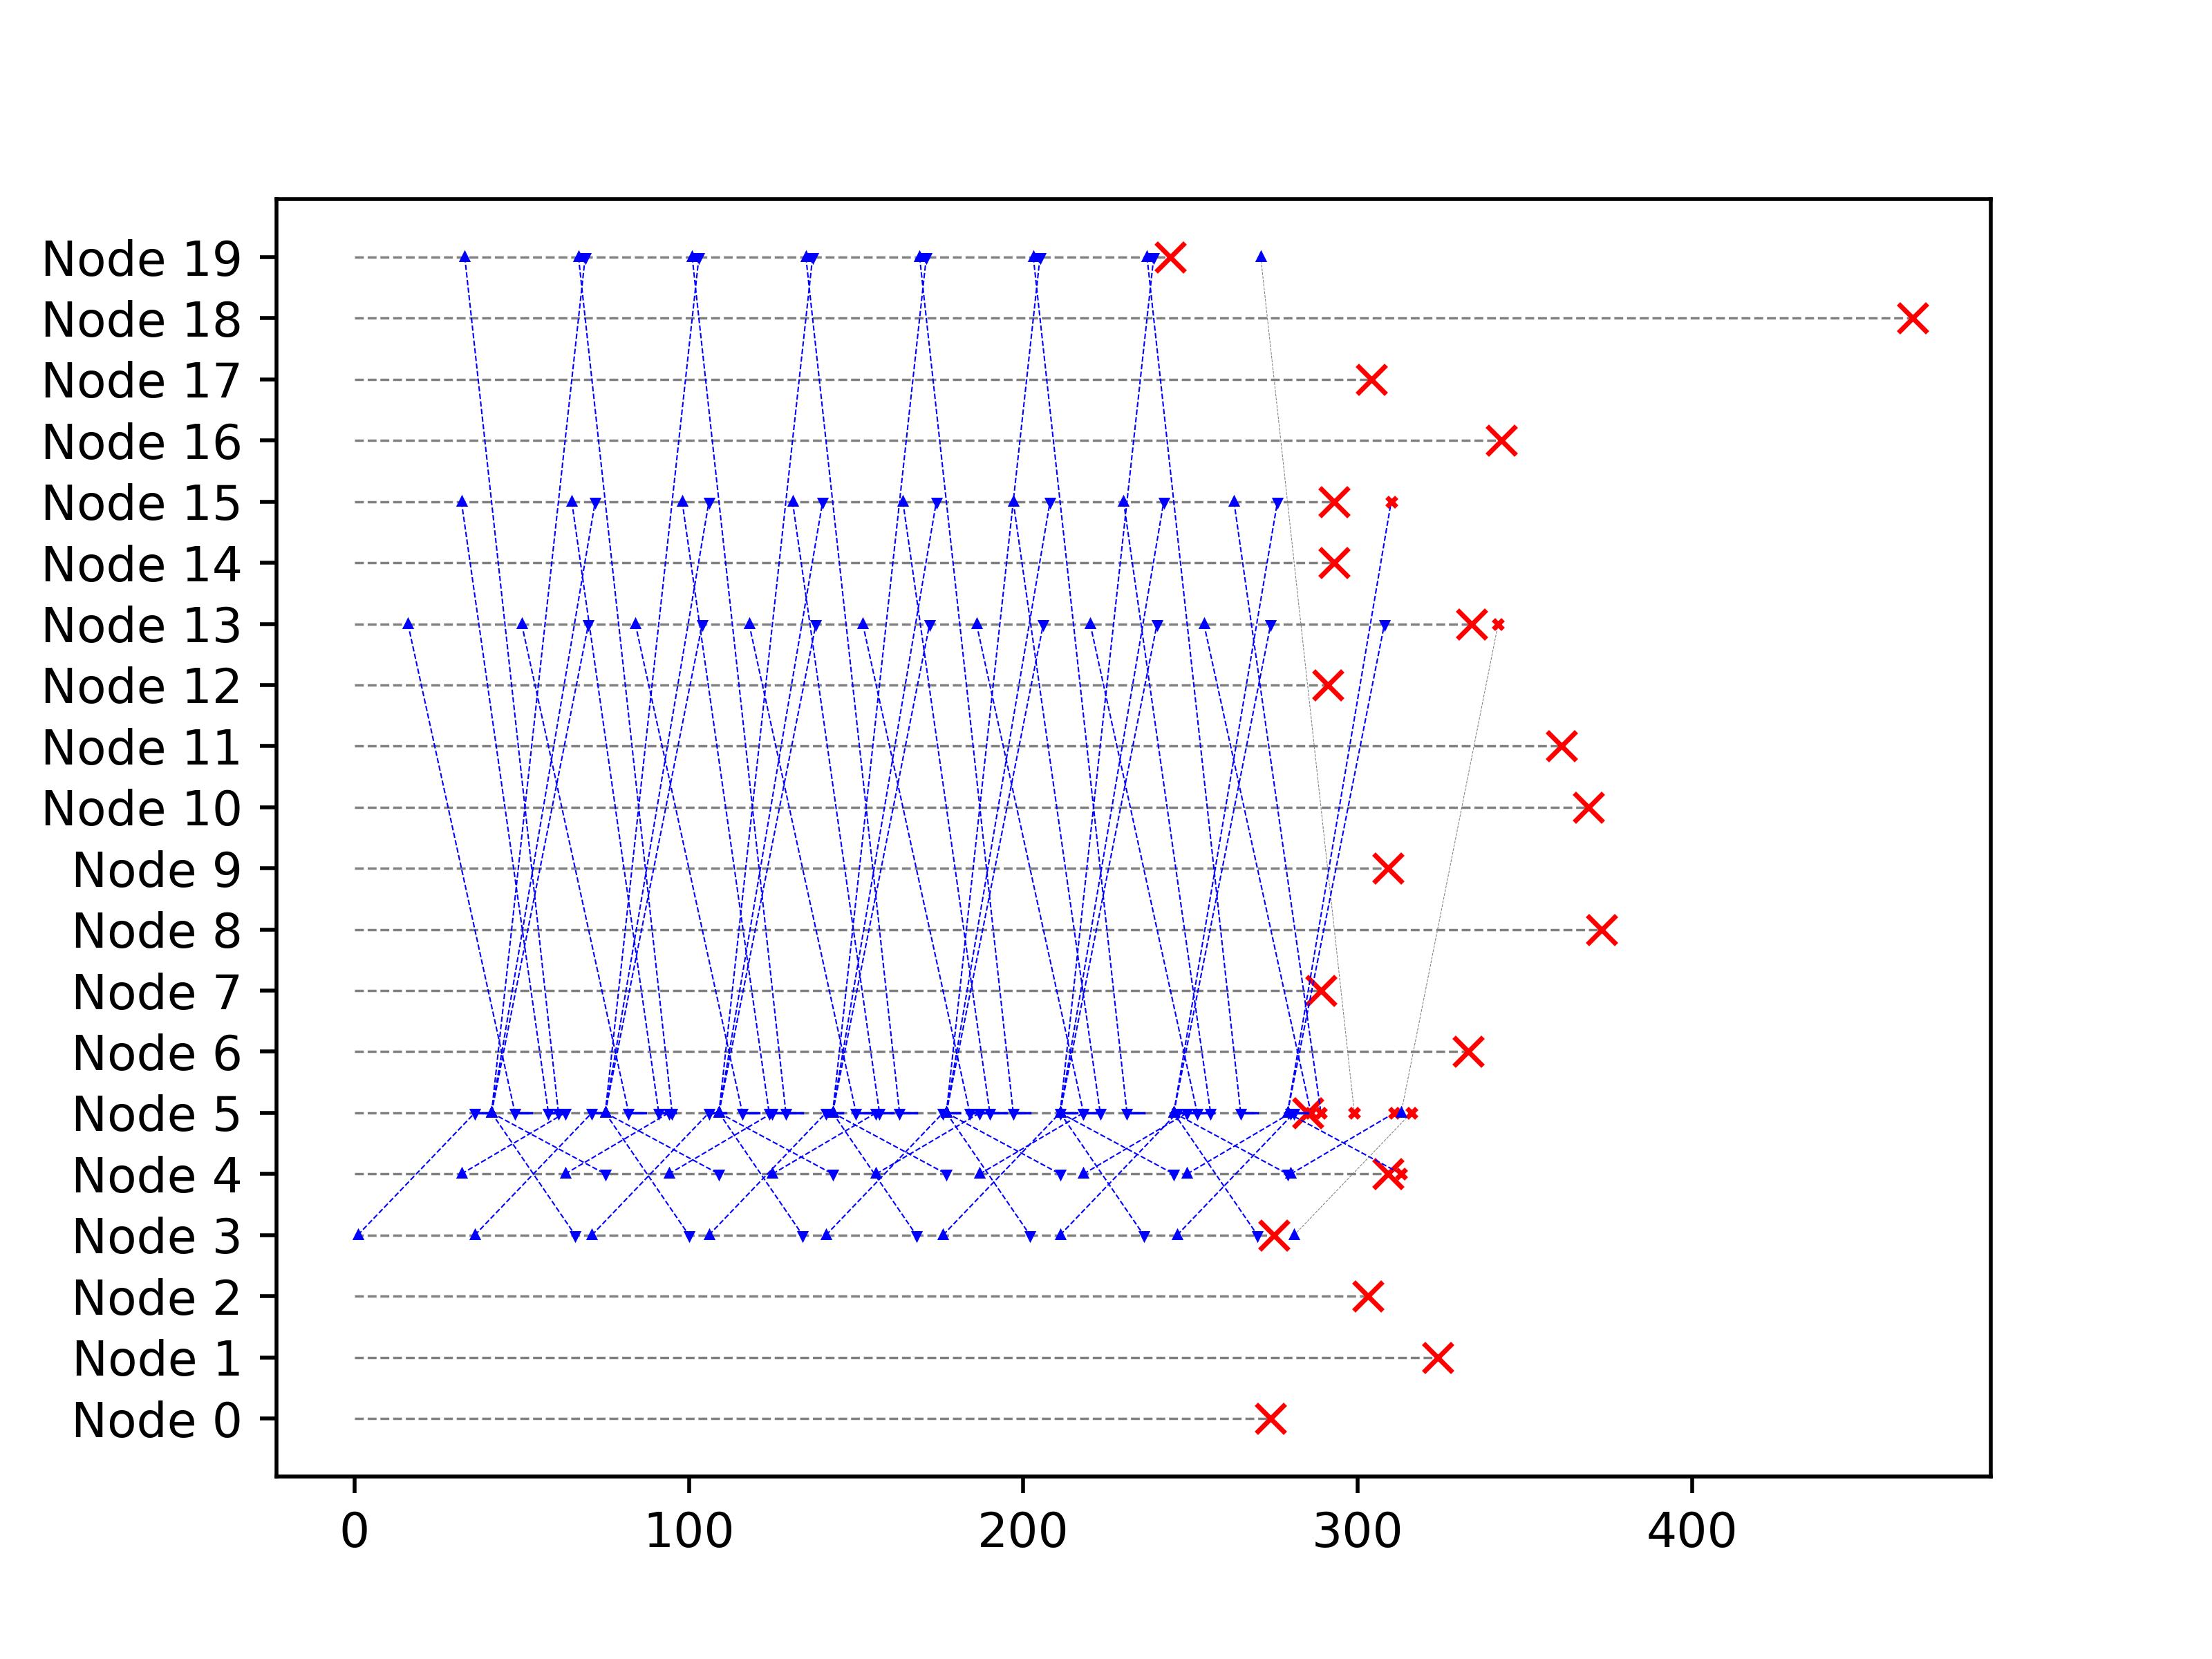 Node 19
Node 18
Node 17
Node 16
Node 15
Node 14
Node 13
Node 12
Node 11
Node 10
Node 9
Node 8
Node 7
Node 6
Node 5
Node 4
Node 3
Node 2
Node 1
Node 0
0 100 200 300 400